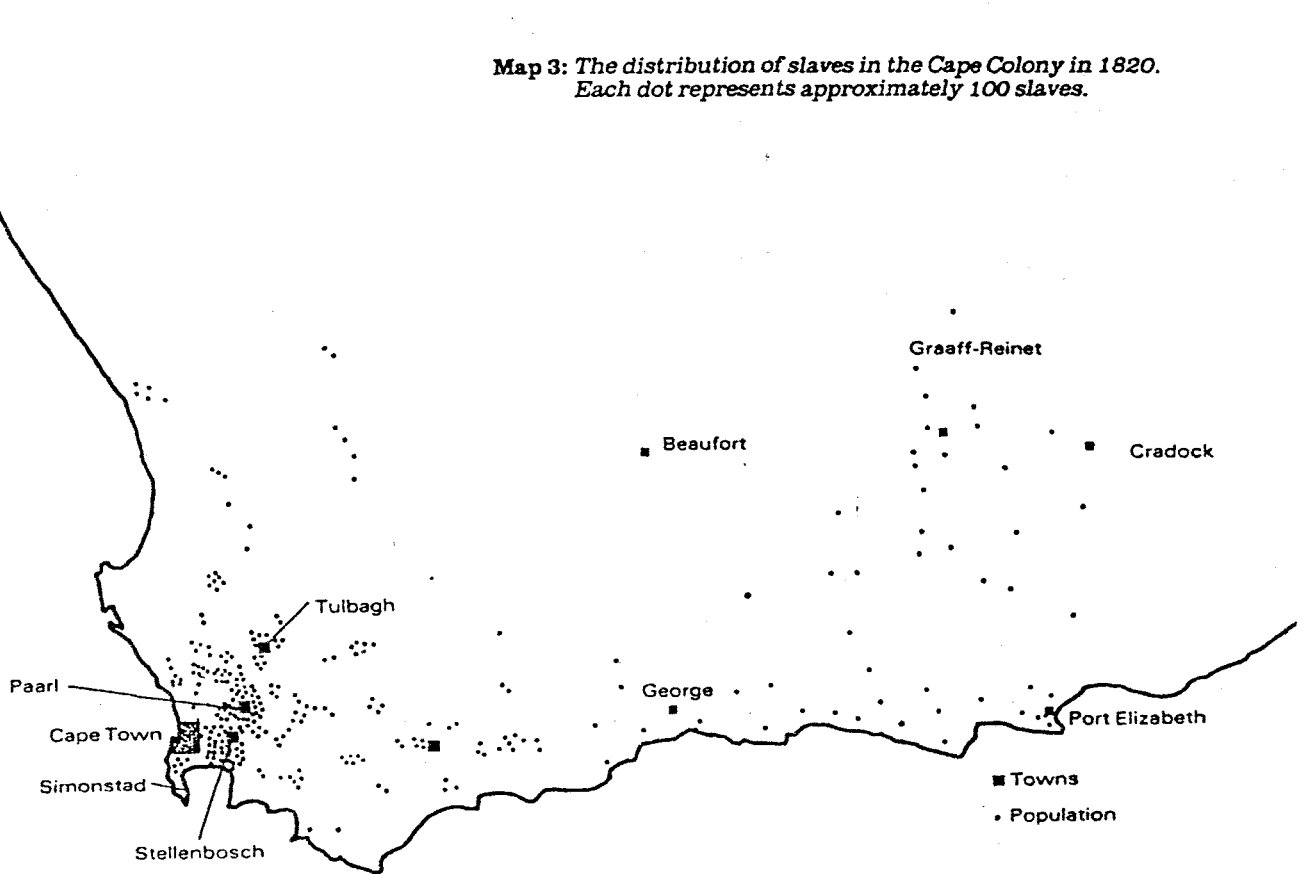 Map 3: The distribution of slaves in the Cape Colony in 1820.
Each dot represents approximately 100 slaves.
Graaff-Reinet
Beaufort
Cradock
Tulbagh
Paarl
George
Port Elizabeth
Cape Town
Simonstad
Towns
Population
Stellenbosch